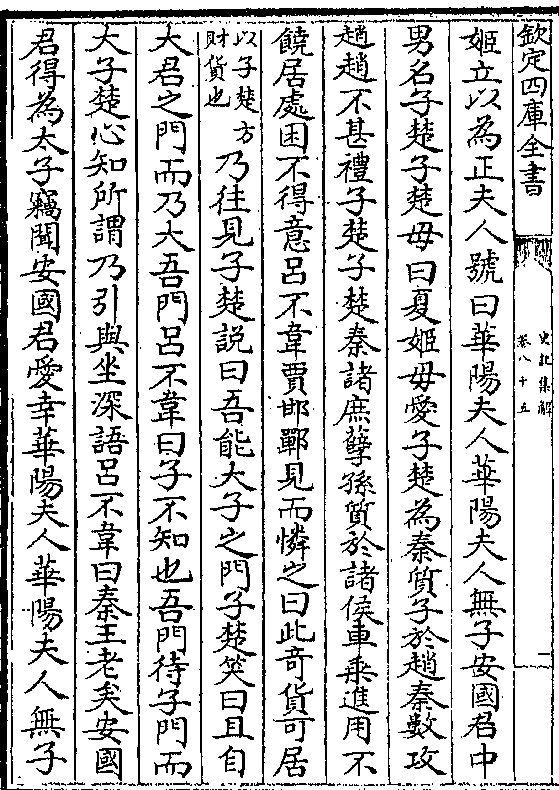 欽定四庫全書
史記集解
卷八十五
一
姬立以為正夫人號曰華陽夫人華陽夫人無子安國君中
男名子楚子楚母曰夏姬毋愛子楚為秦質子於趙秦數攻
趙趙不甚禮子楚子楚秦諸庶孽孫質於諸侯車乘進用不
饒居處困不得意呂不韋賈邯鄲見而憐之曰此奇貨可居
以子楚方
財貨也
乃往見子楚説曰吾能大子之門子楚笑曰且自
大君之門而乃大吾門呂不韋曰子不知也吾門待子門而
大子楚心知所謂乃引與坐深語呂不韋曰秦王老矣安國
君得為太子竊聞安國君愛幸華陽夫人華陽夫人無子